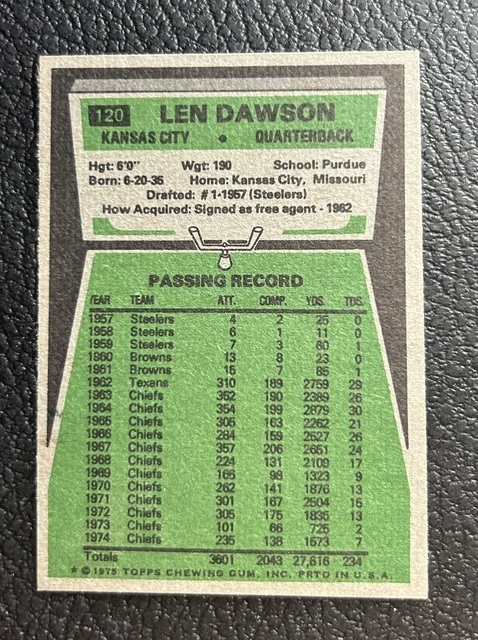 120 LEN DAWSON
KANSAS CITY • QUARTERBACK
Hgt: 6'0" Wgt: 190 School: Purdue
Born: 6-20-35 Home: Kansas City, Missouri
Drafted: #1-1957 (Steelers)
How Acquired: Signed as free agent - 1962
PASSING RECORD
YEAR TEAM ATT. COMP. YDS. TDS.
1957 Steelers 4 2 25 0
1958 Steelers 6 1 11 0
1959 Steelers 7 3 60 1
1960 Browns 13 8 23 0
1961 Browns 15 7 85 1
1962 Texans 310 189 2759 29
1963 Chiefs 352 190 2389 26
1964 Chiefs 354 199 2879 30
1965 Chiefs 305 163 2262 21
1966 Chiefs 284 159 2527 26
1967 Chiefs 357 206 2651 24
1968 Chiefs 224 131 2109 17
1969 Chiefs 166 98 1323 9
1970 Chiefs 262 141 1876 13
1971 Chiefs 301 167 2504 15
1972 Chiefs 305 175 1835 13
1973 Chiefs 101 66 725 2
1974 Chiefs 235 138 1573 7
Totals 3601 2043 27,616 234
* © 1975 TOPPS CHEWING GUM, INC. PRTD IN U.S.A.